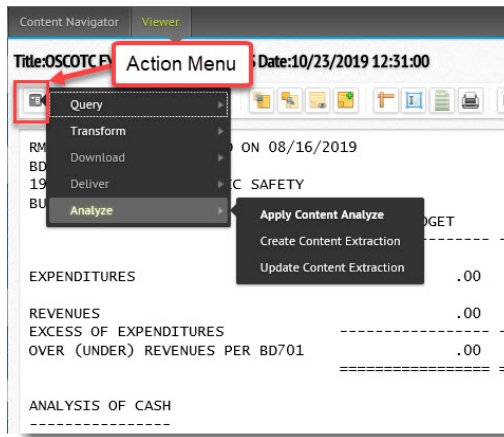 Content Navigator Viewer
Title:OSCOTC F Date:10/23/2019 12:31:00
Action Menu
Query
Transform
Download
Deliver
Analyze
Apply Content Analyze
Create Content Extraction
Update Content Extraction
RM ON 08/16/2019
BD
19 IC SAFETY
BU DGET
EXPENDITURES .00
REVENUES .00
EXCESS OF EXPENDITURES
OVER (UNDER) REVENUES PER BD701 .00
ANALYSIS OF CASH